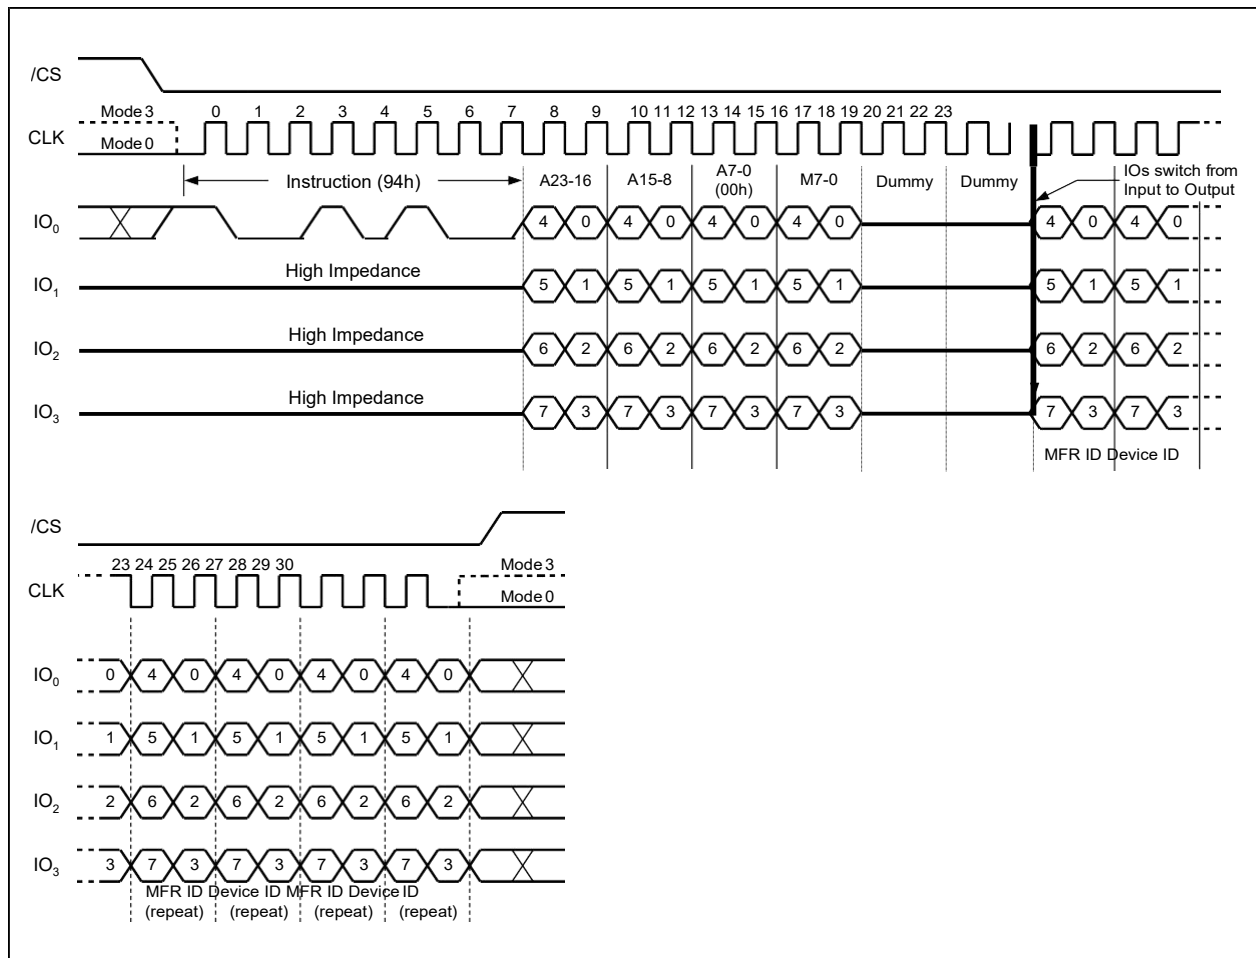 /CS
Mode 3
CLK
Mode 0
0 1 2 3 4 5 6 7 8 9 10 11 12 13 14 15 16 17 18 19 20 21 22 23
Instruction (94h)
A23-16
A15-8
A7-0
(00h)
M7-0
Dummy
Dummy
IOs switch from
Input to Output
IO0
4 0 4 0 4 0 4 0 4 0 4 0
High Impedance
IO1
5 1 5 1 5 1 5 1 5 1 5 1
High Impedance
IO2
6 2 6 2 6 2 6 2 6 2 6 2
High Impedance
IO3
7 3 7 3 7 3 7 3 7 3 7 3
MFR ID Device ID
/CS
23 24 25 26 27 28 29 30
Mode 3
CLK
Mode 0
IO0
0 4 0 4 0 4 0 4 0
IO1
1 5 1 5 1 5 1 5 1
IO2
2 6 2 6 2 6 2 6 2
IO3
3 7 3 7 3 7 3 7 3
MFR ID Device ID MFR ID Device ID
(repeat) (repeat) (repeat) (repeat)